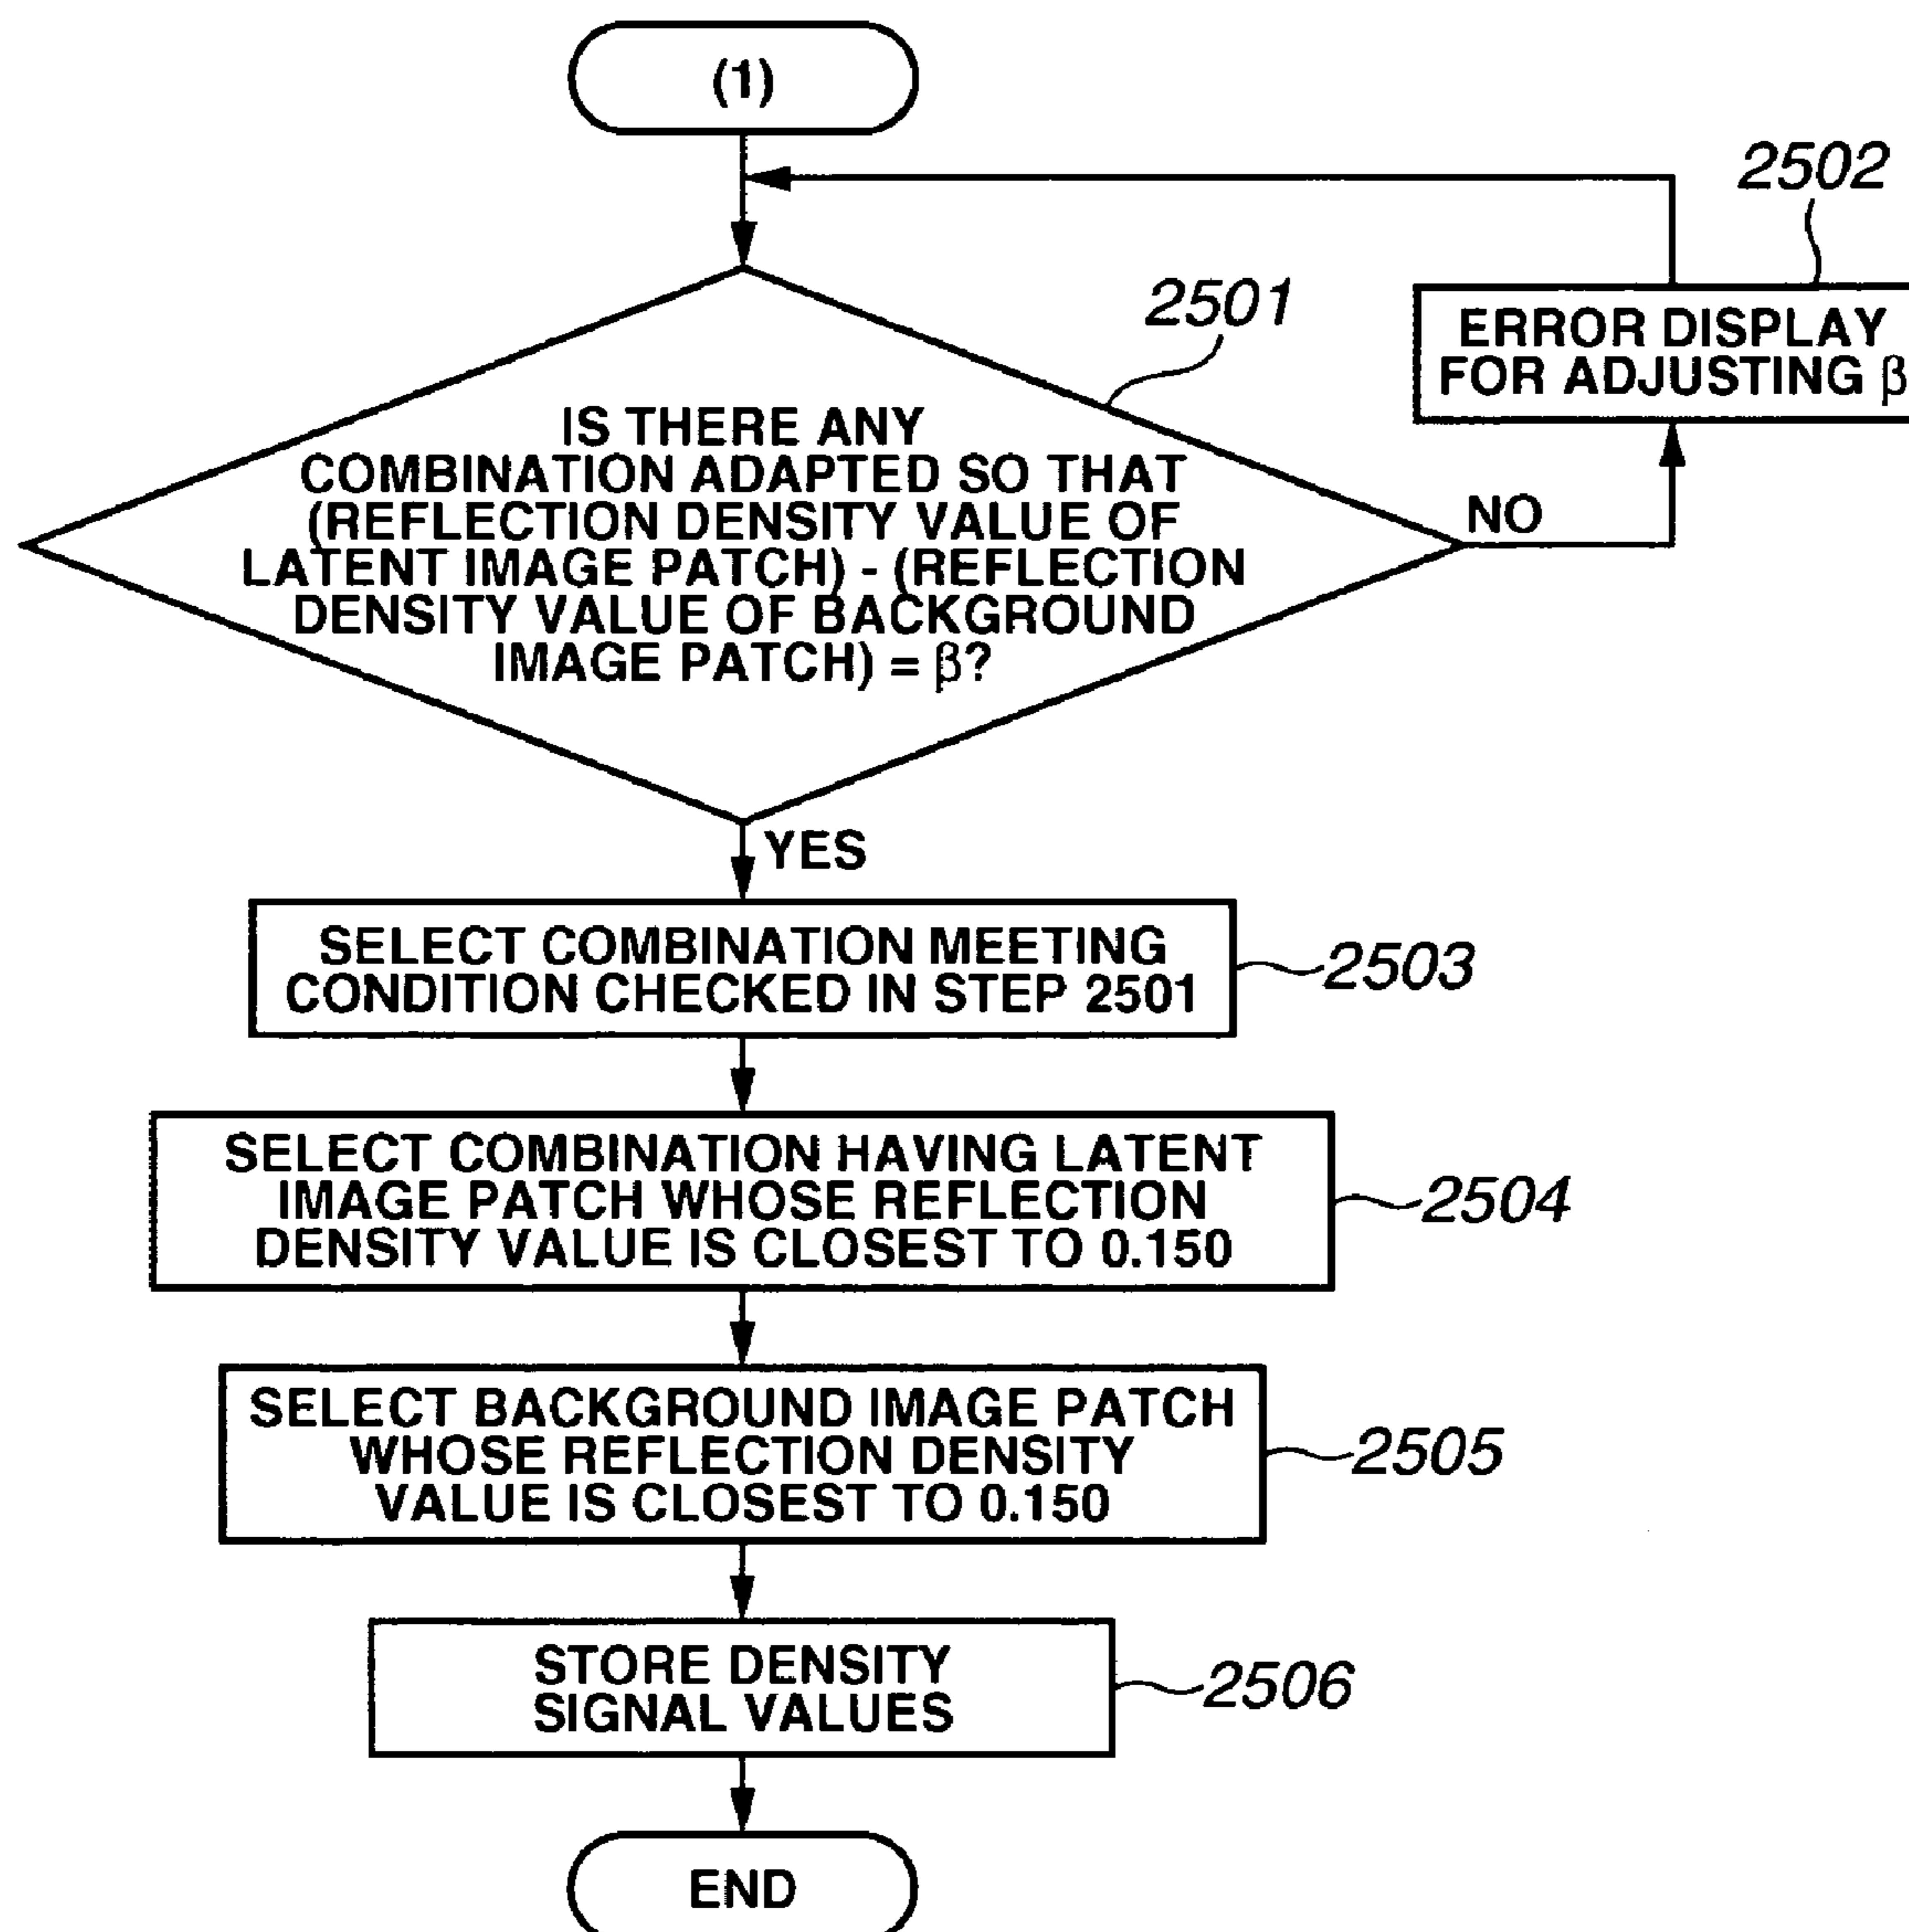 (1)
2502
2501
ERROR DISPLAY
FOR ADJUSTING β
IS THERE ANY
COMBINATION ADAPTED SO THAT
(REFLECTION DENSITY VALUE OF
LATENT IMAGE PATCH) - (REFLECTION
DENSITY VALUE OF BACKGROUND
IMAGE PATCH) = β?
NO
YES
SELECT COMBINATION MEETING
CONDITION CHECKED IN STEP 2501
2503
SELECT COMBINATION HAVING LATENT
IMAGE PATCH WHOSE REFLECTION
DENSITY VALUE IS CLOSEST TO 0.150
2504
SELECT BACKGROUND IMAGE PATCH
WHOSE REFLECTION DENSITY
VALUE IS CLOSEST TO 0.150
2505
STORE DENSITY
SIGNAL VALUES
2506
END